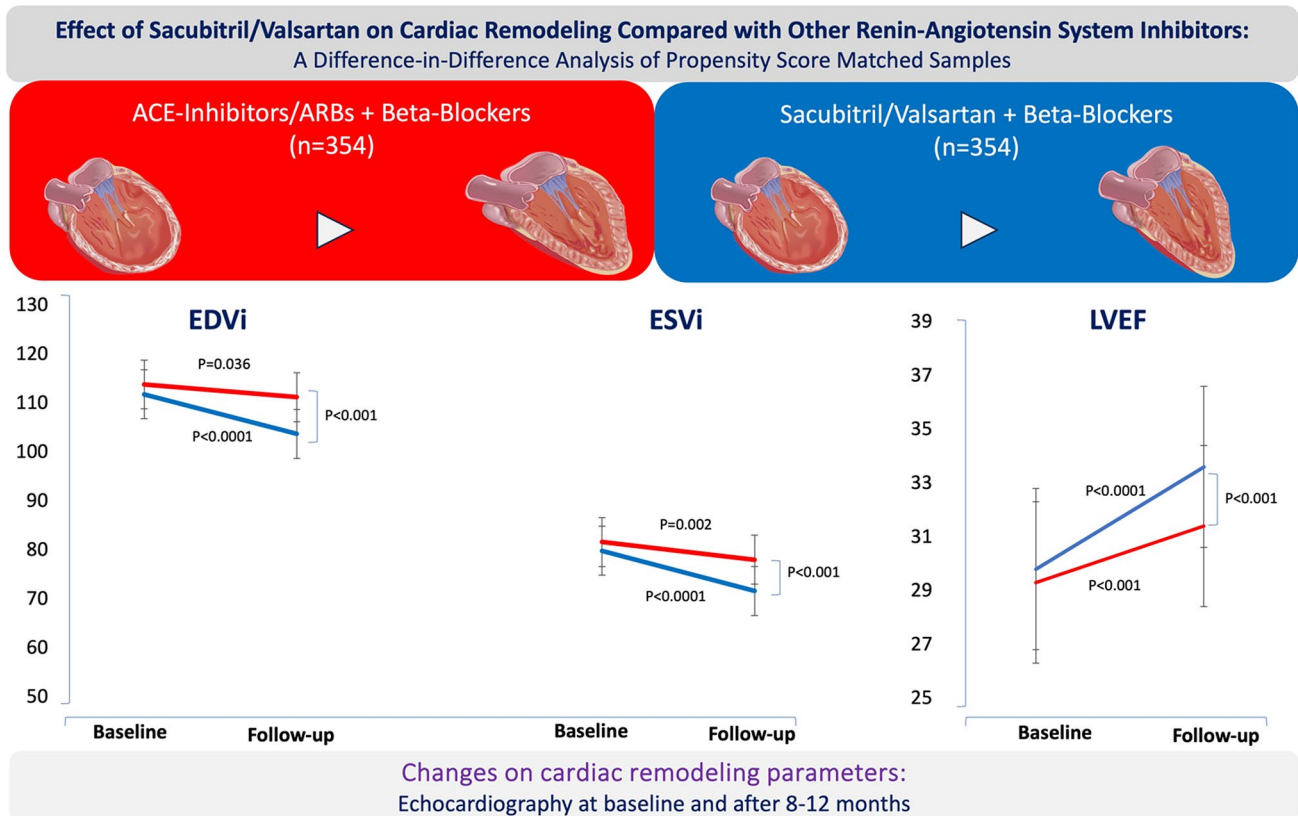 Effect of Sacubitril/Valsartan on Cardiac Remodeling Compared with Other Renin-Angiotensin System Inhibitors:
A Difference-in-Difference Analysis of Propensity Score Matched Samples
ACE-Inhibitors/ARBs + Beta-Blockers
(n=354)
Sacubitril/Valsartan + Beta-Blockers
(n=354)
EDVi
ESVi
130
120
110
100
90
80
70
60
50
P=0.036
P<0.0001
P<0.001
P=0.002
P<0.0001
P<0.001
Baseline
Follow-up
Baseline
Follow-up
LVEF
39
37
35
33
31
29
27
25
P<0.0001
P<0.001
P<0.001
Baseline
Follow-up
Changes on cardiac remodeling parameters:
Echocardiography at baseline and after 8-12 months